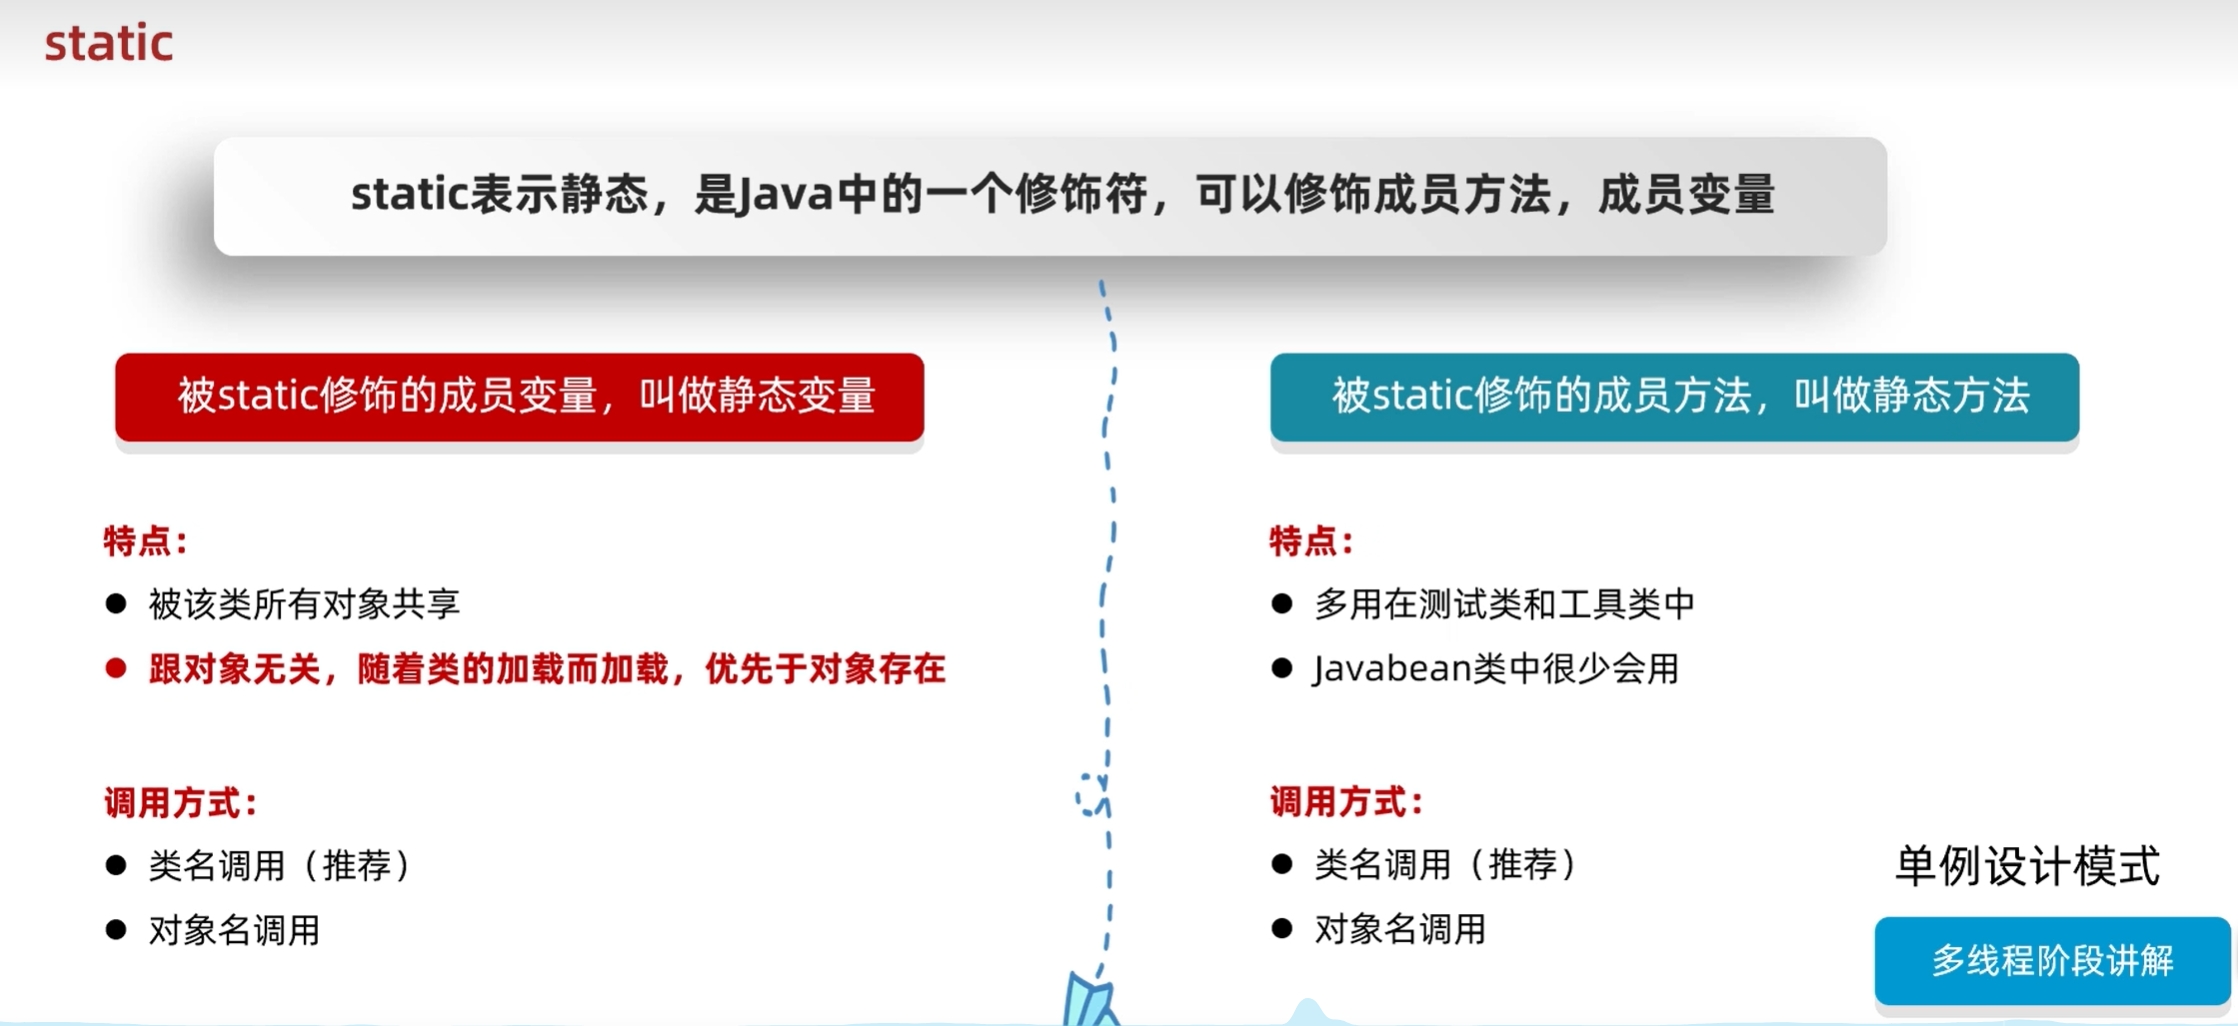 static
static表示静态，是Java中的一个修饰符，可以修饰成员方法，成员变量
被static修饰的成员变量，叫做静态变量
特点：
● 被该类所有对象共享
● 跟对象无关，随着类的加载而加载，优先于对象存在
调用方式：
● 类名调用（推荐）
● 对象名调用
被static修饰的成员方法，叫做静态方法
特点：
● 多用在测试类和工具类中
● Javabean类中很少会用
调用方式：
● 类名调用（推荐）
● 对象名调用
单例设计模式
多线程阶段讲解